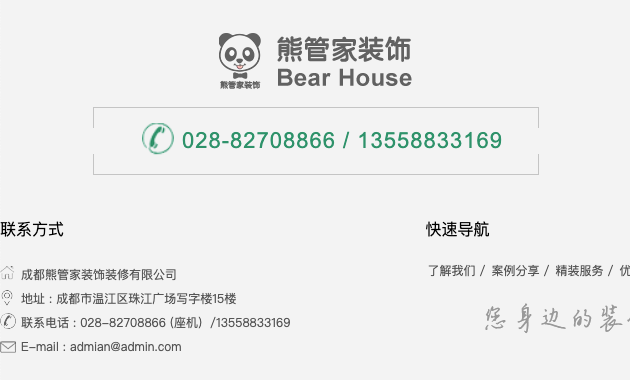 熊管家装饰
Bear House
熊管家装饰
028-82708866 / 13558833169
联系方式
快速导航
成都熊管家装饰装修有限公司
了解我们 / 案例分享 / 精装服务 / 优
地址：成都市温江区珠江广场写字楼15楼
您身边的装
联系电话：028-82708866 (座机) /13558833169
E-mail：admian@admin.com